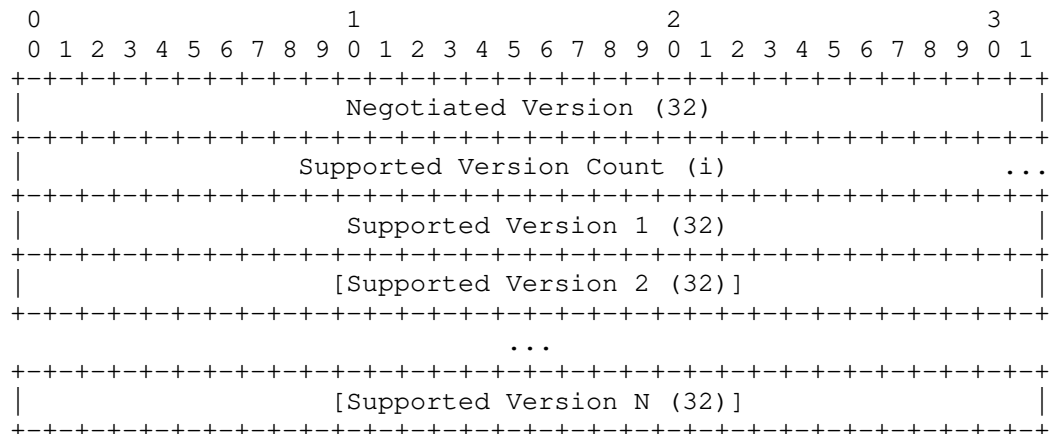 0                   1                   2                   3
 0 1 2 3 4 5 6 7 8 9 0 1 2 3 4 5 6 7 8 9 0 1 2 3 4 5 6 7 8 9 0 1
+-+-+-+-+-+-+-+-+-+-+-+-+-+-+-+-+-+-+-+-+-+-+-+-+-+-+-+-+-+-+-+-+
|                    Negotiated Version (32)                    |
+-+-+-+-+-+-+-+-+-+-+-+-+-+-+-+-+-+-+-+-+-+-+-+-+-+-+-+-+-+-+-+-+
|                 Supported Version Count (i)                 ...
+-+-+-+-+-+-+-+-+-+-+-+-+-+-+-+-+-+-+-+-+-+-+-+-+-+-+-+-+-+-+-+-+
|                    Supported Version 1 (32)                   |
+-+-+-+-+-+-+-+-+-+-+-+-+-+-+-+-+-+-+-+-+-+-+-+-+-+-+-+-+-+-+-+-+
|                   [Supported Version 2 (32)]                  |
+-+-+-+-+-+-+-+-+-+-+-+-+-+-+-+-+-+-+-+-+-+-+-+-+-+-+-+-+-+-+-+-+
                               ...
+-+-+-+-+-+-+-+-+-+-+-+-+-+-+-+-+-+-+-+-+-+-+-+-+-+-+-+-+-+-+-+-+
|                   [Supported Version N (32)]                  |
+-+-+-+-+-+-+-+-+-+-+-+-+-+-+-+-+-+-+-+-+-+-+-+-+-+-+-+-+-+-+-+-+